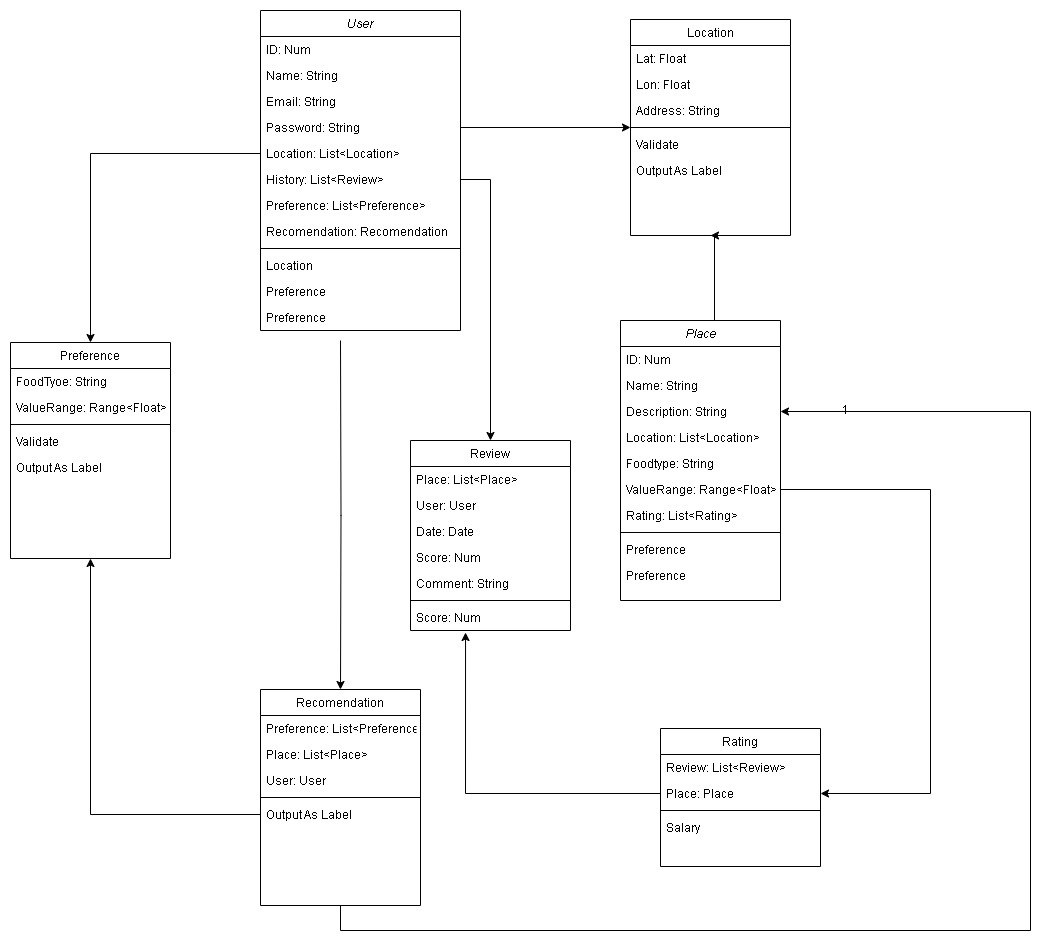 User
ID: Num
Name: String
Email: String
Password: String
Location: List<Location>
History: List<Review>
Preference: List<Preference>
Recomendation: Recomendation
Location
Preference
Preference
Location
Lat: Float
Lon: Float
Address: String
Validate
OutputAs Label
Preference
FoodTyoe: String
ValueRange: Range<Float>
Validate
OutputAs Label
Review
Place: List<Place>
User: User
Date: Date
Score: Num
Comment: String
Score: Num
Place
ID: Num
Name: String
Description: String
Location: List<Location>
Foodtype: String
ValueRange: Range<Float>
Rating: List<Rating>
Preference
Preference
1
Recomendation
Preference: List<Preference
Place: List<Place>
User: User
OutputAs Label
Rating
Review: List<Review>
Place: Place
Salary